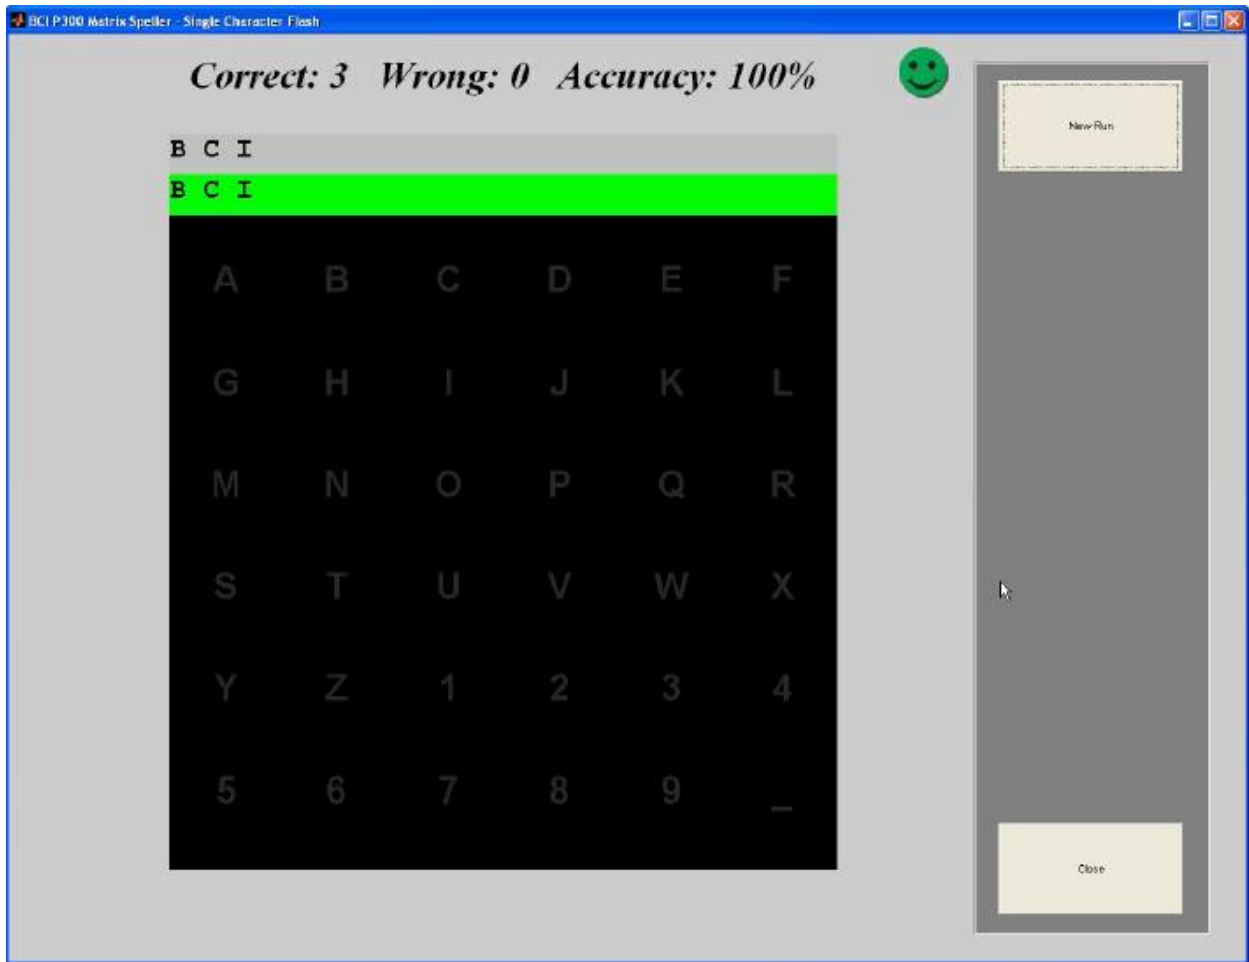 BCI P300 Matrix Speller - Single Character Flash
Correct: 3 Wrong: 0 Accuracy: 100%
New Run
B C I
B C I
A B C D E F
G H I J K L
M N O P Q R
S T U V W X
Y Z 1 2 3 4
5 6 7 8 9 _
Close